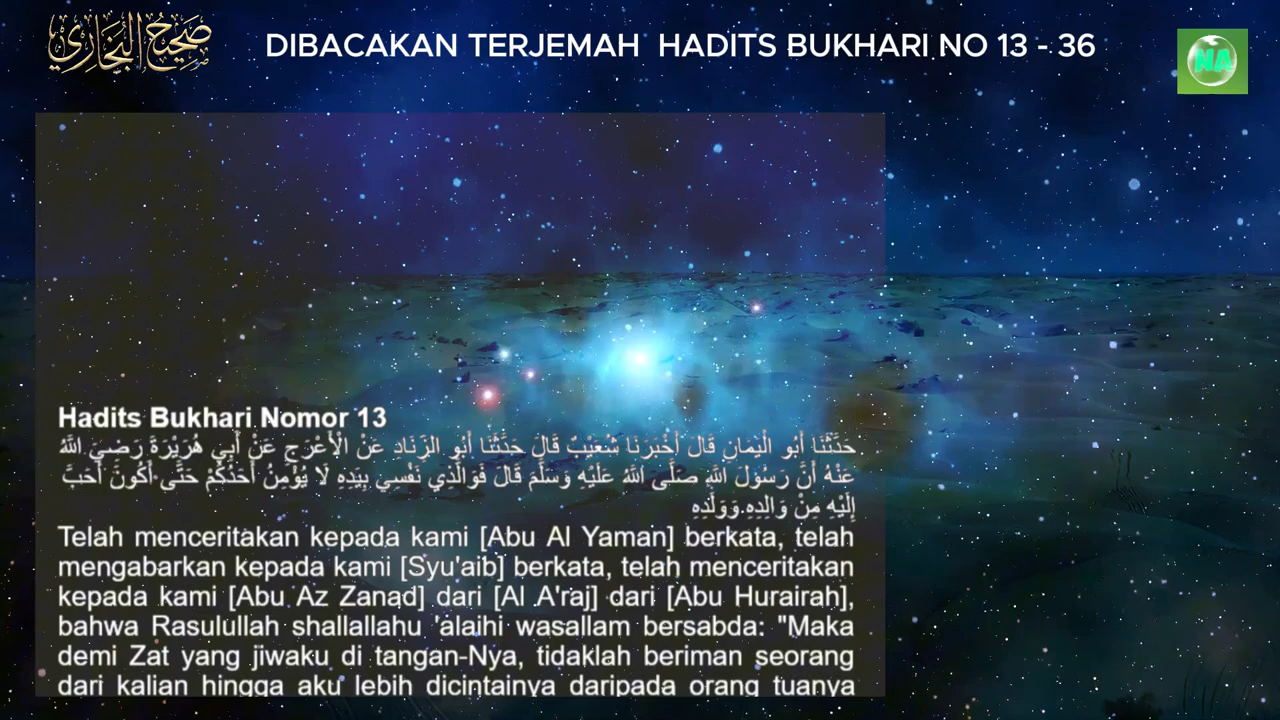 صَحِيحُ البُخَارِي
DIBACAKAN TERJEMAH HADITS BUKHARI NO 13 - 36
NA
Hadits Bukhari Nomor 13
حَدَّثَنَا أَبُو الْيَمَانِ قَالَ أَخْبَرَنَا شُعَيْبٌ قَالَ حَدَّثَنَا أَبُو الزِّنَادِ عَنْ الْأَعْرَجِ عَنْ أَبِي هُرَيْرَةَ رَضِيَ اللَّهُ
عَنْهُ أَنَّ رَسُوْلَ اللَّهِ صَلَّى اللَّهُ عَلَيْهِ وَسَلَّمَ قَالَ فَوَالَّذِي نَفْسِي بِيَدِهِ لَا يُؤْمِنُ أَحَدُكُمْ حَتَّى أَكُونَ أَحَبَّ
إِلَيْهِ مِنْ وَالِدِهِ وَوَلَدِهِ
Telah menceritakan kepada kami [Abu Al Yaman] berkata, telah
mengabarkan kepada kami [Syu'aib] berkata, telah menceritakan
kepada kami [Abu Az Zanad] dari [Al A'raj] dari [Abu Hurairah],
bahwa Rasulullah shallallahu 'alaihi wasallam bersabda: "Maka
demi Zat yang jiwaku di tangan-Nya, tidaklah beriman seorang
dari kalian hingga aku lebih dicintainya daripada orang tuanya